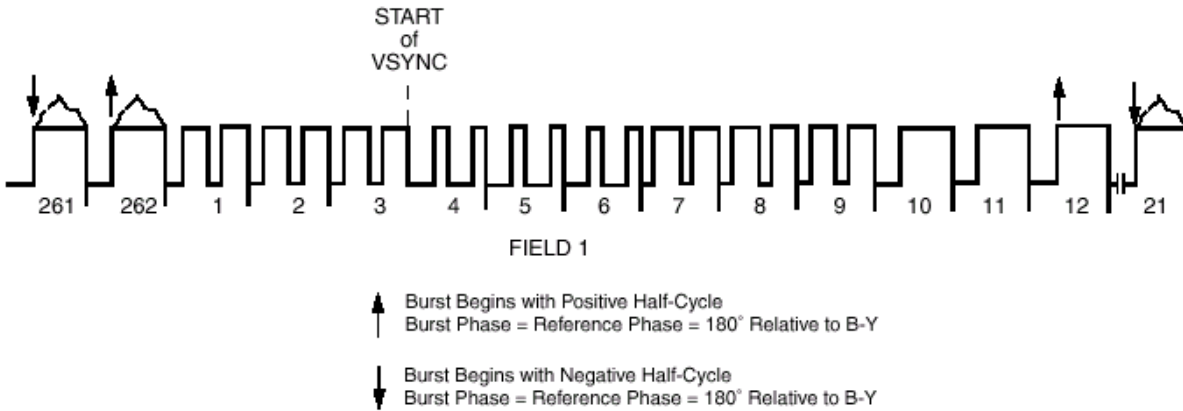 START
of
VSYNC
261 262 1 2 3 4 5 6 7 8 9 10 11 12 21
FIELD 1
Burst Begins with Positive Half-Cycle
Burst Phase = Reference Phase = 180° Relative to B-Y
Burst Begins with Negative Half-Cycle
Burst Phase = Reference Phase = 180° Relative to B-Y